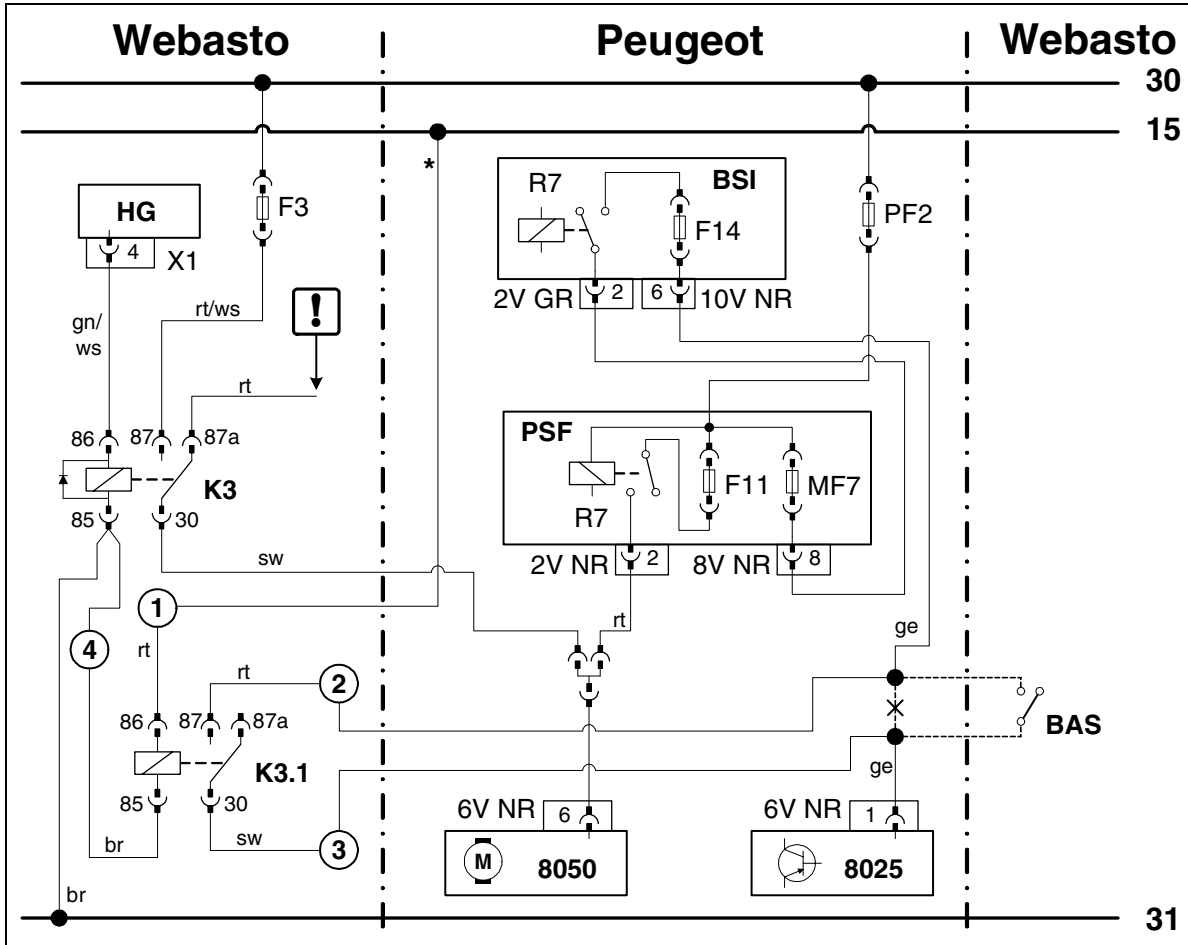 Webasto Peugeot Webasto
30
15
*
R7 BSI
HG F3 F14 PF2
4 X1
2V GR 2 6 10V NR
gn/
ws
rt/ws
!
rt
86 87 87a
PSF
K3
F11 MF7
R7
85 30
2V NR 2 8V NR 8
sw
1
rt
ge
4
rt
rt
2
86 87 87a
BAS
K3.1
ge
85 30
6V NR 6 6V NR 1
br
sw
3
M 8050 8025
br
31